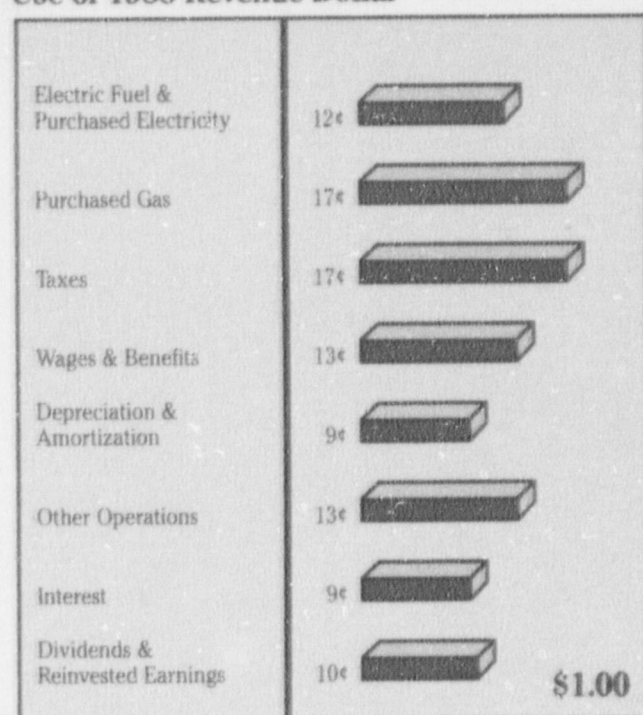 Electric Fuel &
Purchased Electricity 12¢
Purchased Gas 17¢
Taxes 17¢
Wages & Benefits 13¢
Depreciation &
Amortization 9¢
Other Operations 13¢
Interest 9¢
Dividends &
Reinvested Earnings 10¢
$1.00